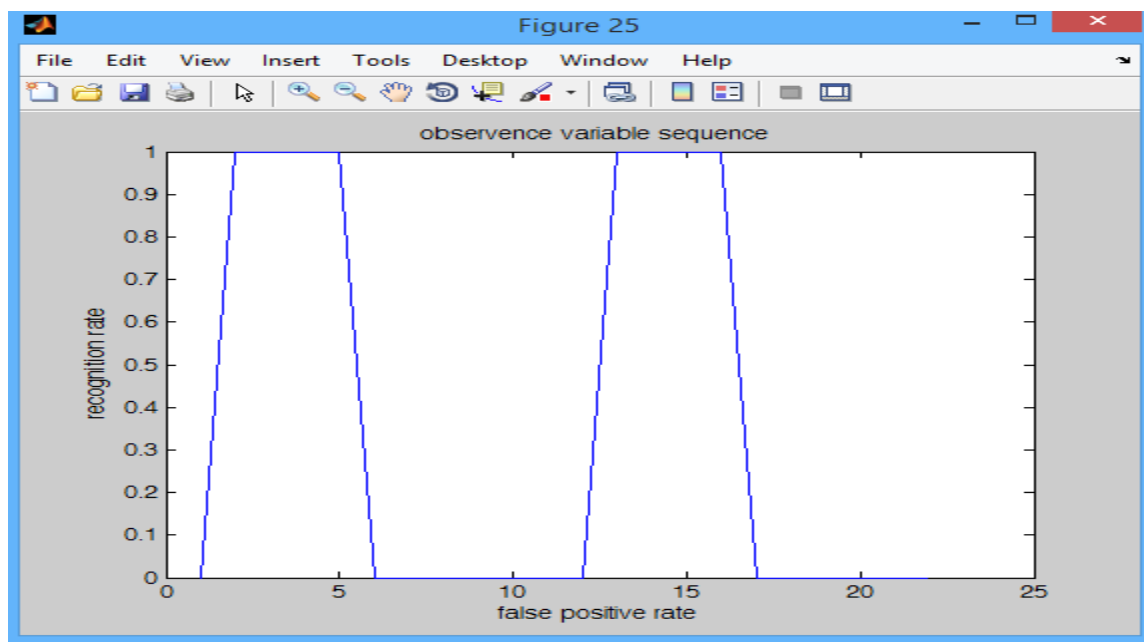 Figure 25
File Edit View Insert Tools Desktop Window Help
observence variable sequence
1
0.9
0.8
0.7
0.6
0.5
0.4
0.3
0.2
0.1
0
recognition rate
0 5 10 15 20 25
false positive rate